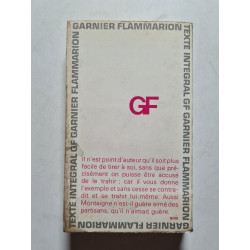 GARNIER FLAMMARION
TEXTE INTEGRAL GF GARNIER FLAMMARION
TEXTE INTEGRAL GF GARNIER FLAMMARION
GF
Il n'est point d'auteur qu'il soit plus
facile de tirer à soi, sans que pré-
cisément on puisse être accusé
de le trahir ; car il vous donne
l'exemple et sans cesse se contre-
dit et se trahit lui-même. Aussi
Montaigne n'est-il guère aimé des
partisans, qu'il n'aimait guère.
GIDE
GARNIER FLAMMARION